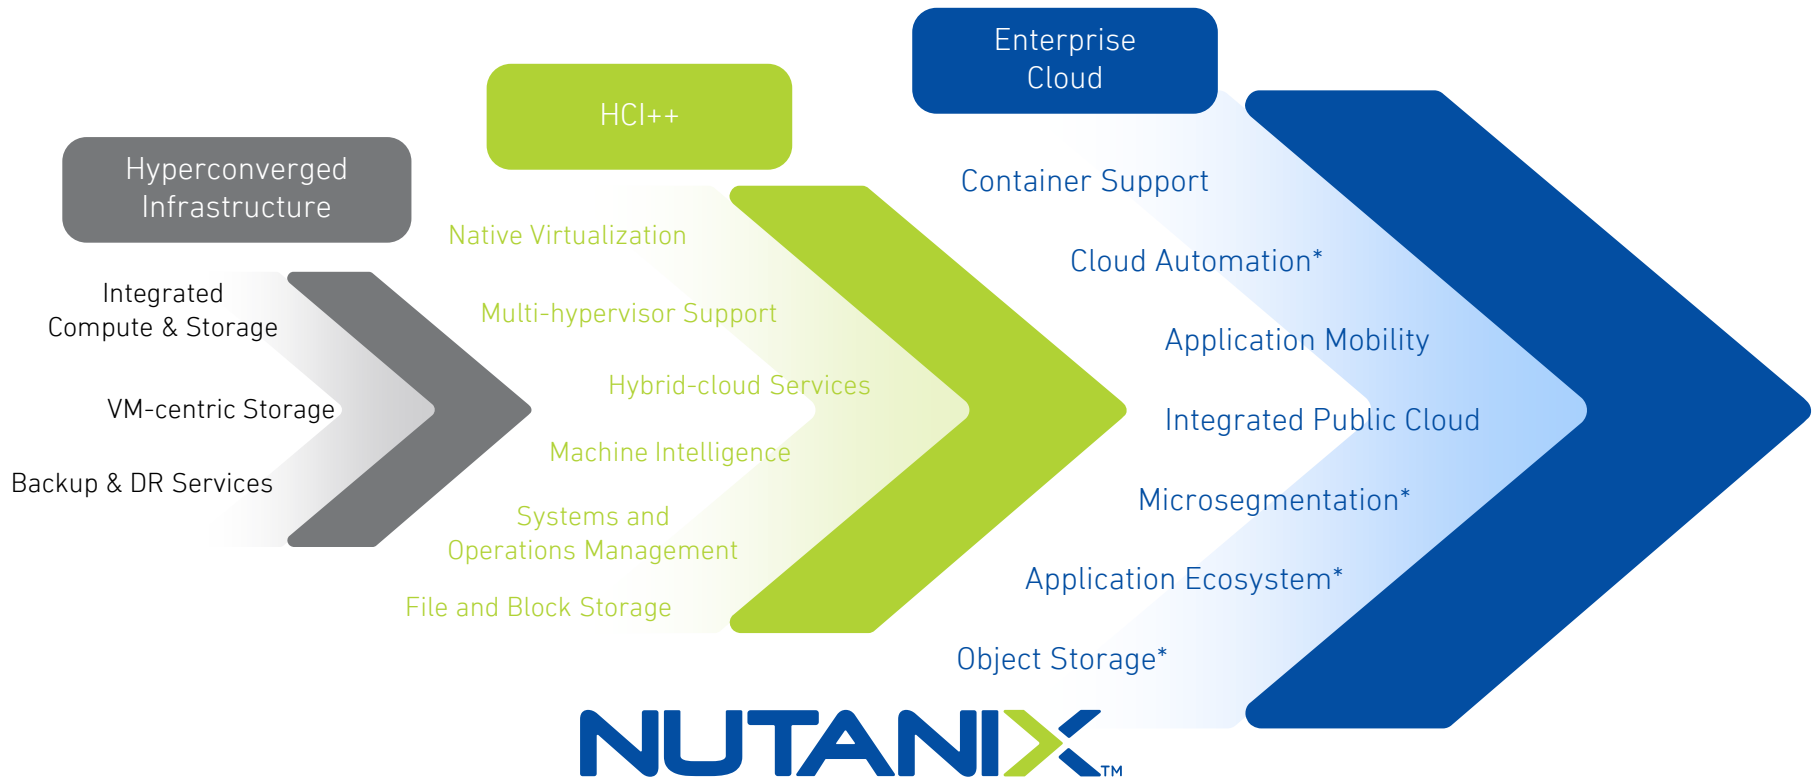 Hyperconverged
Infrastructure
Integrated
Compute & Storage
VM-centric Storage
Backup & DR Services
HCI++
Native Virtualization
Multi-hypervisor Support
Hybrid-cloud Services
Machine Intelligence
Systems and
Operations Management
File and Block Storage
Enterprise
Cloud
Container Support
Cloud Automation*
Application Mobility
Integrated Public Cloud
Microsegmentation*
Application Ecosystem*
Object Storage*
NUTANIX™